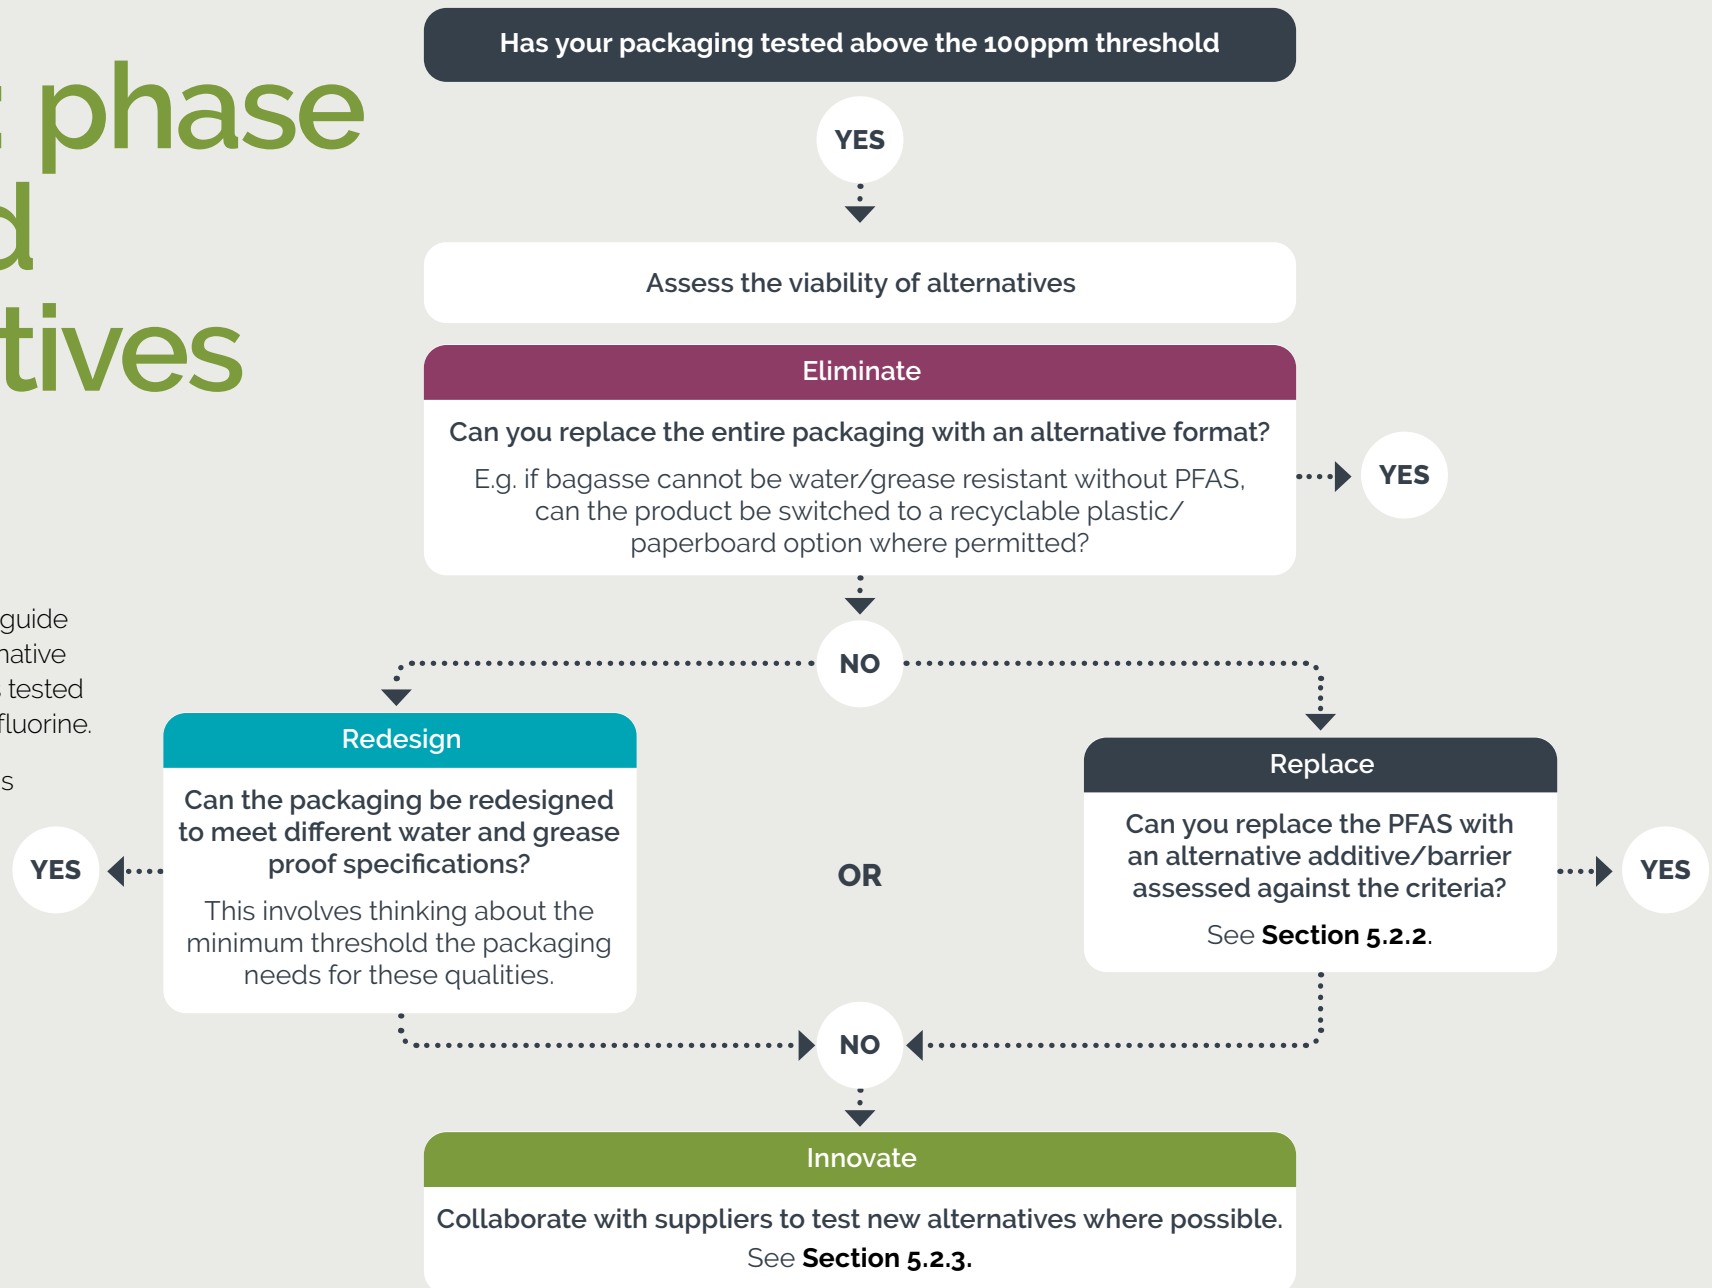 : phase
d
tives
guide
native
s tested
fluorine.
s
Has your packaging tested above the 100ppm threshold
YES
Assess the viability of alternatives
Eliminate
Can you replace the entire packaging with an alternative format?
E.g. if bagasse cannot be water/grease resistant without PFAS,
can the product be switched to a recyclable plastic/
paperboard option where permitted?
YES
NO
Redesign
Can the packaging be redesigned
to meet different water and grease
proof specifications?
This involves thinking about the
minimum threshold the packaging
needs for these qualities.
YES
OR
Replace
Can you replace the PFAS with
an alternative additive/barrier
assessed against the criteria?
See Section 5.2.2.
YES
NO
Innovate
Collaborate with suppliers to test new alternatives where possible.
See Section 5.2.3.